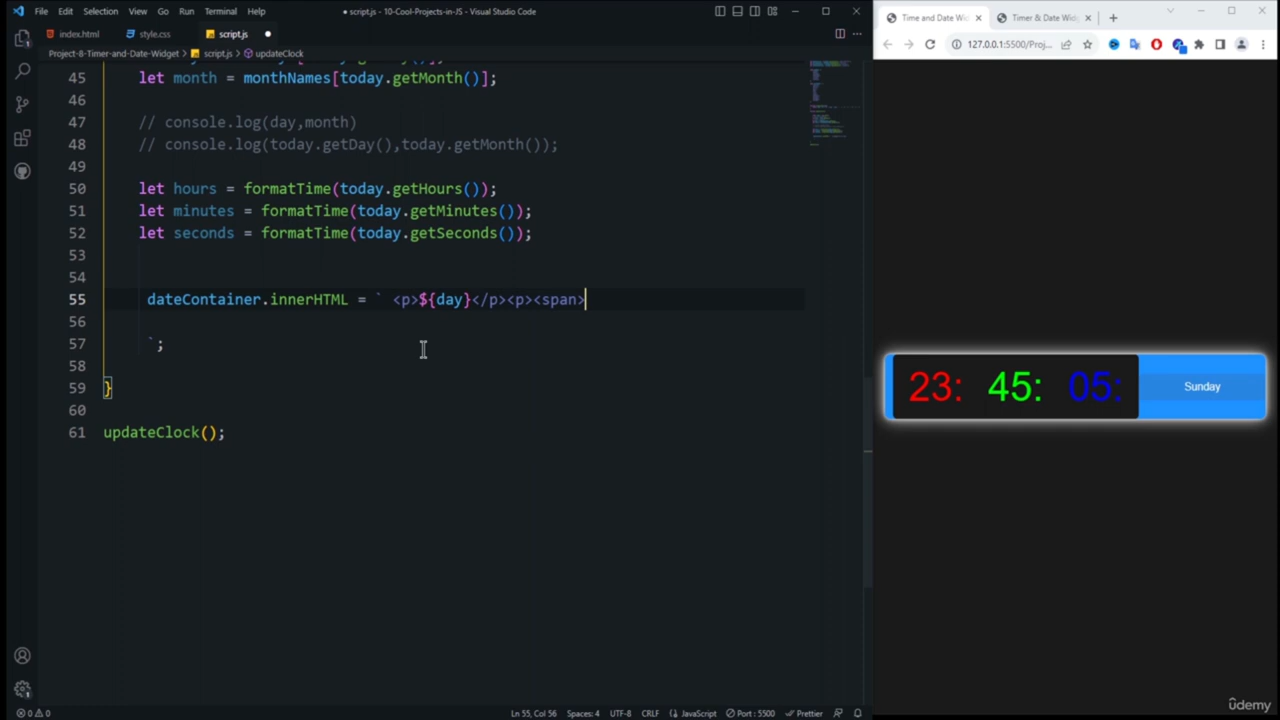 File Edit Selection View Go Run Terminal Help
● script.js - 10-Cool-Projects-in-JS - Visual Studio Code
index.html style.css script.js
Project-8-Timer-and-Date-Widget > script.js > updateClock
45 let month = monthNames[today.getMonth()];
46
47 // console.log(day,month)
48 // console.log(today.getDay(),today.getMonth());
49
50 let hours = formatTime(today.getHours());
51 let minutes = formatTime(today.getMinutes());
52 let seconds = formatTime(today.getSeconds());
53
54
55 dateContainer.innerHTML = ` <p>${day}</p><p><span>
56
57 `;
58
59 }
60
61 updateClock();
0 0 Ln 55, Col 56 Spaces: 4 UTF-8 CRLF JavaScript Port : 5500 Prettier
Time and Date Wi Timer & Date Wid
127.0.0.1:5500/Proj...
23: 45: 05: Sunday
ûdemy